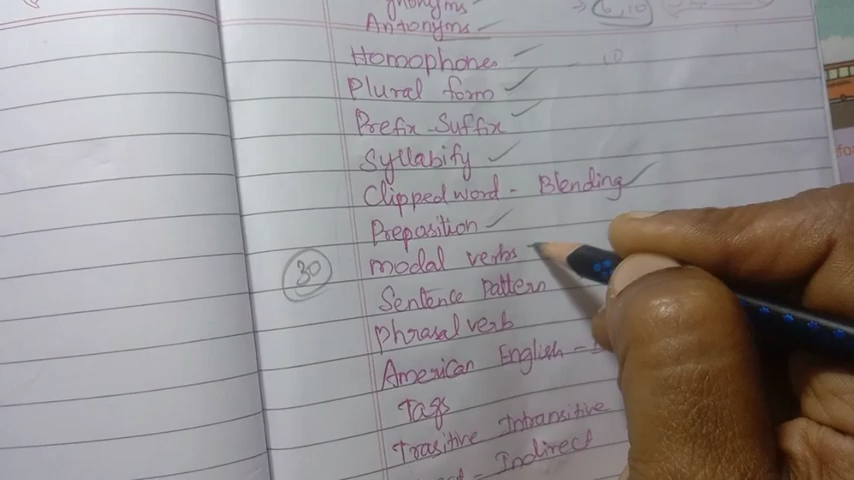 Antonyms
Homophones
Plural form
Prefix - Suffix
Syllabify
Clipped word - Blending
Preposition
30 modal verbs
Sentence Pattern
Phrasal verb
American English -
Tags
Trasitive Intransitive
- Indirect